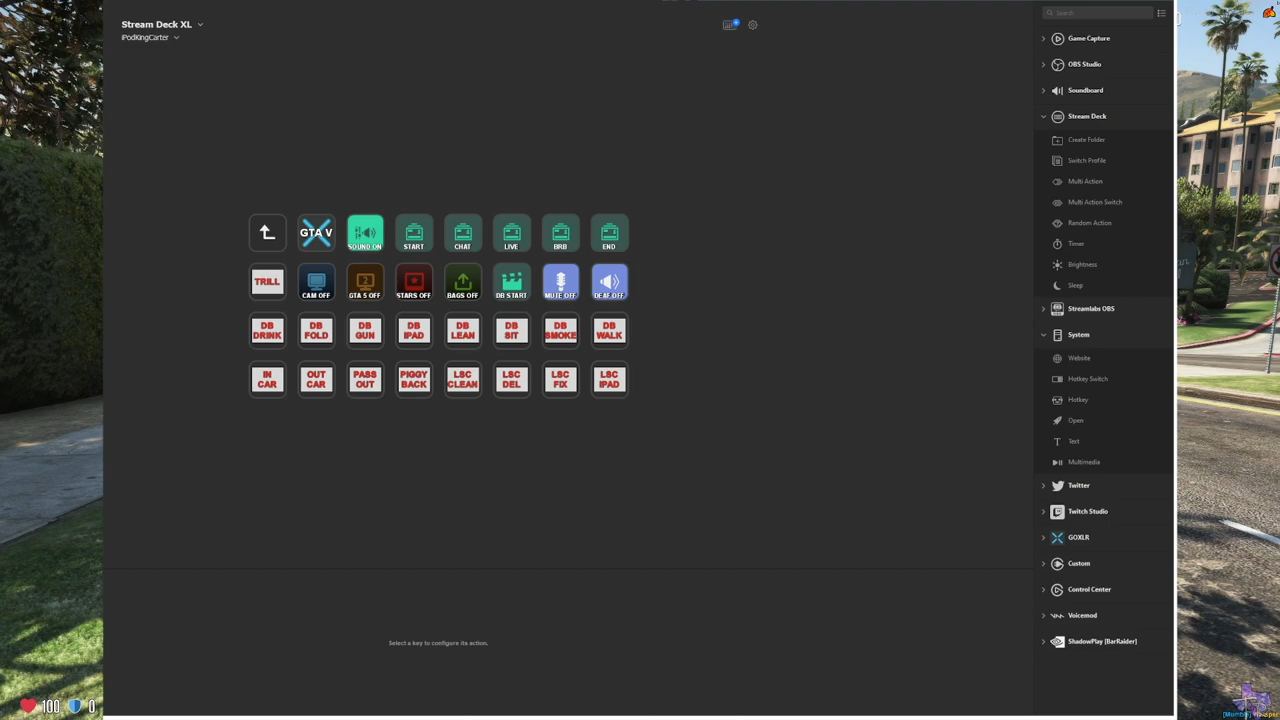 Stream Deck XL
iPodKingCarter
Search
GTA V
SOUND ON
START
CHAT
LIVE
BRB
END
TRILL
CAM OFF
2
GTA 5 OFF
STARS OFF
BAGS OFF
DB START
MUTE OFF
DEAF OFF
DB
DRINK
DB
FOLD
DB
GUN
DB
IPAD
DB
LEAN
DB
SIT
DB
SMOKE
DB
WALK
IN
CAR
OUT
CAR
PASS
OUT
PIGGY
BACK
LSC
CLEAN
LSC
DEL
LSC
FIX
LSC
IPAD
Select a key to configure its action.
Game Capture
OBS Studio
Soundboard
Stream Deck
Create Folder
Switch Profile
Multi Action
Multi Action Switch
Random Action
Timer
Brightness
Sleep
Streamlabs OBS
System
Website
Hotkey Switch
Hotkey
Open
Text
Multimedia
Twitter
Twitch Studio
GOXLR
Custom
Control Center
Voicemod
ShadowPlay [BarRaider]
100
0
[Mumble] Whisper